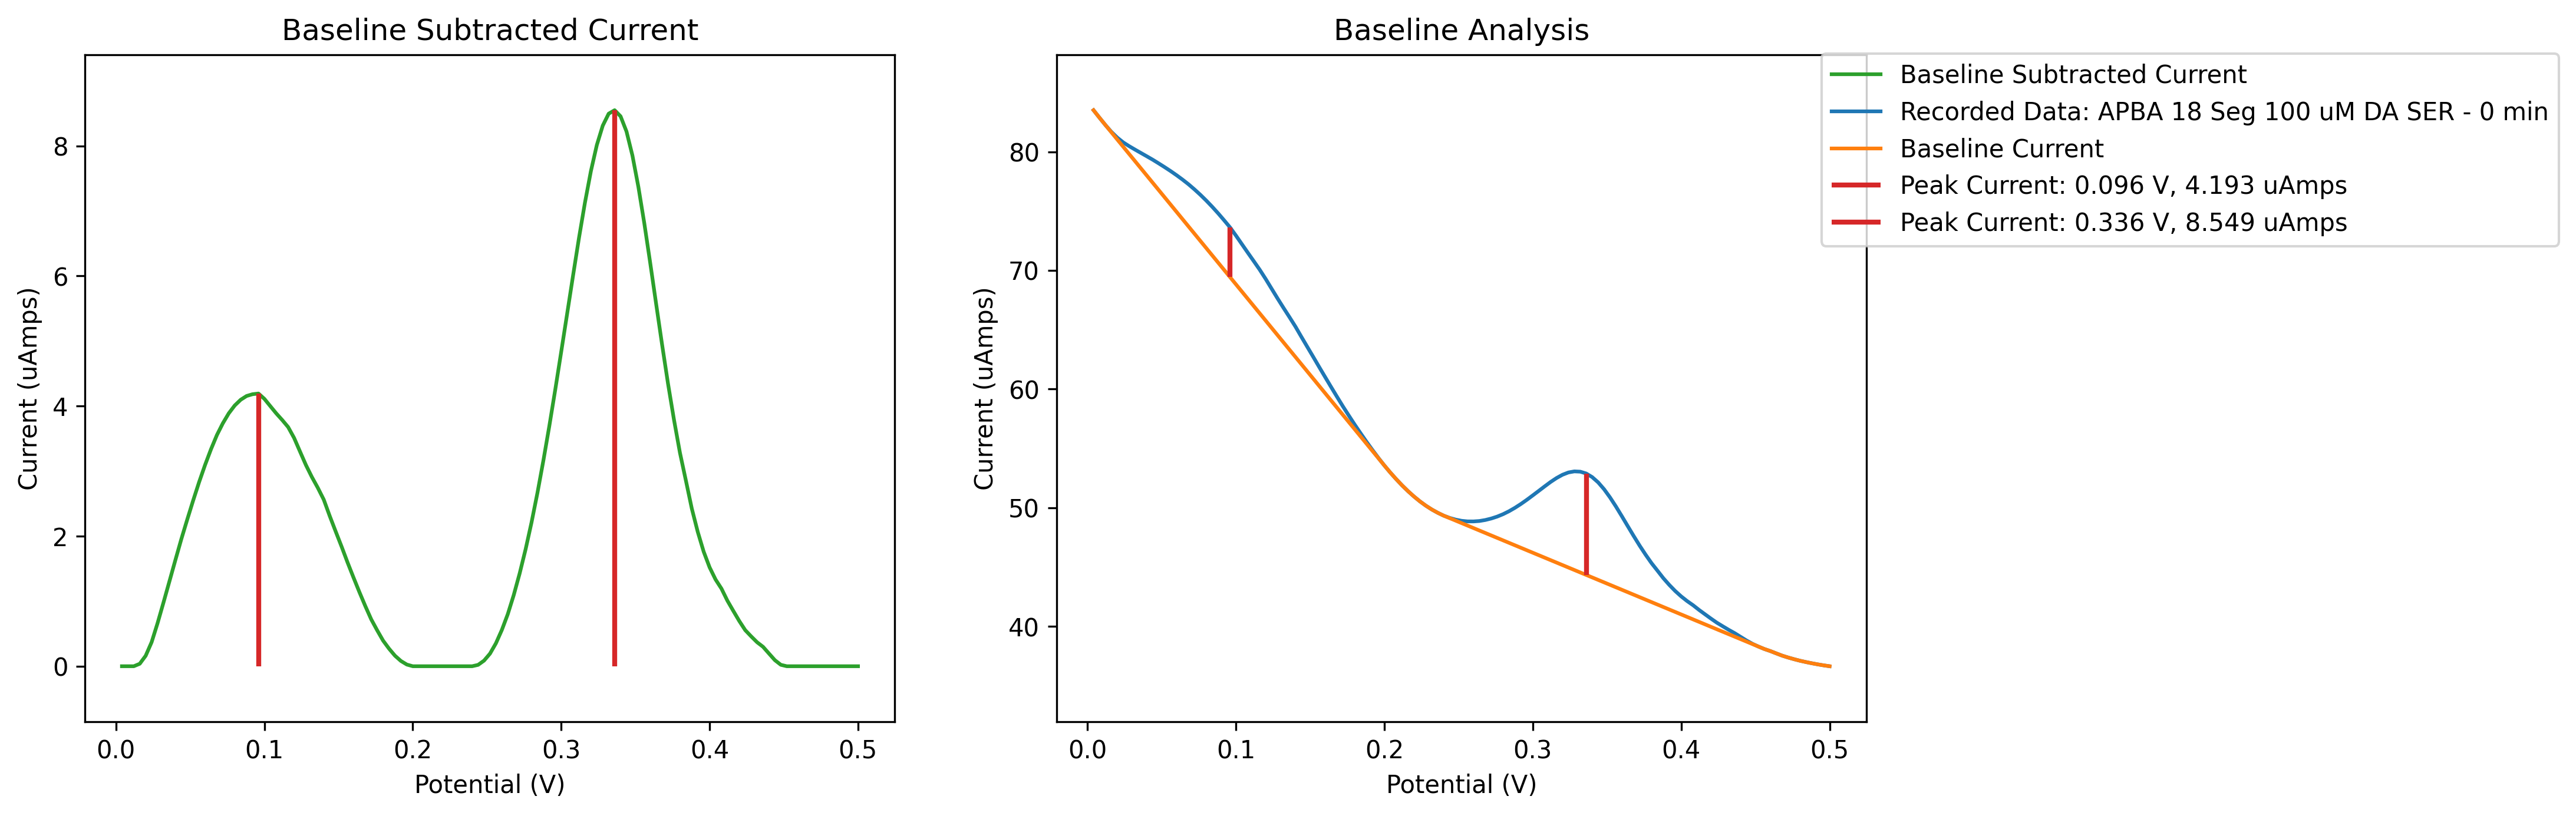 Baseline Subtracted Current
Current (uAmps)
8
6
4
2
0
0.0 0.1 0.2 0.3 0.4 0.5
Potential (V)
Baseline Analysis
Current (uAmps)
80
70
60
50
40
0.0 0.1 0.2 0.3 0.4 0.5
Potential (V)
Baseline Subtracted Current
Recorded Data: APBA 18 Seg 100 uM DA SER - 0 min
Baseline Current
Peak Current: 0.096 V, 4.193 uAmps
Peak Current: 0.336 V, 8.549 uAmps